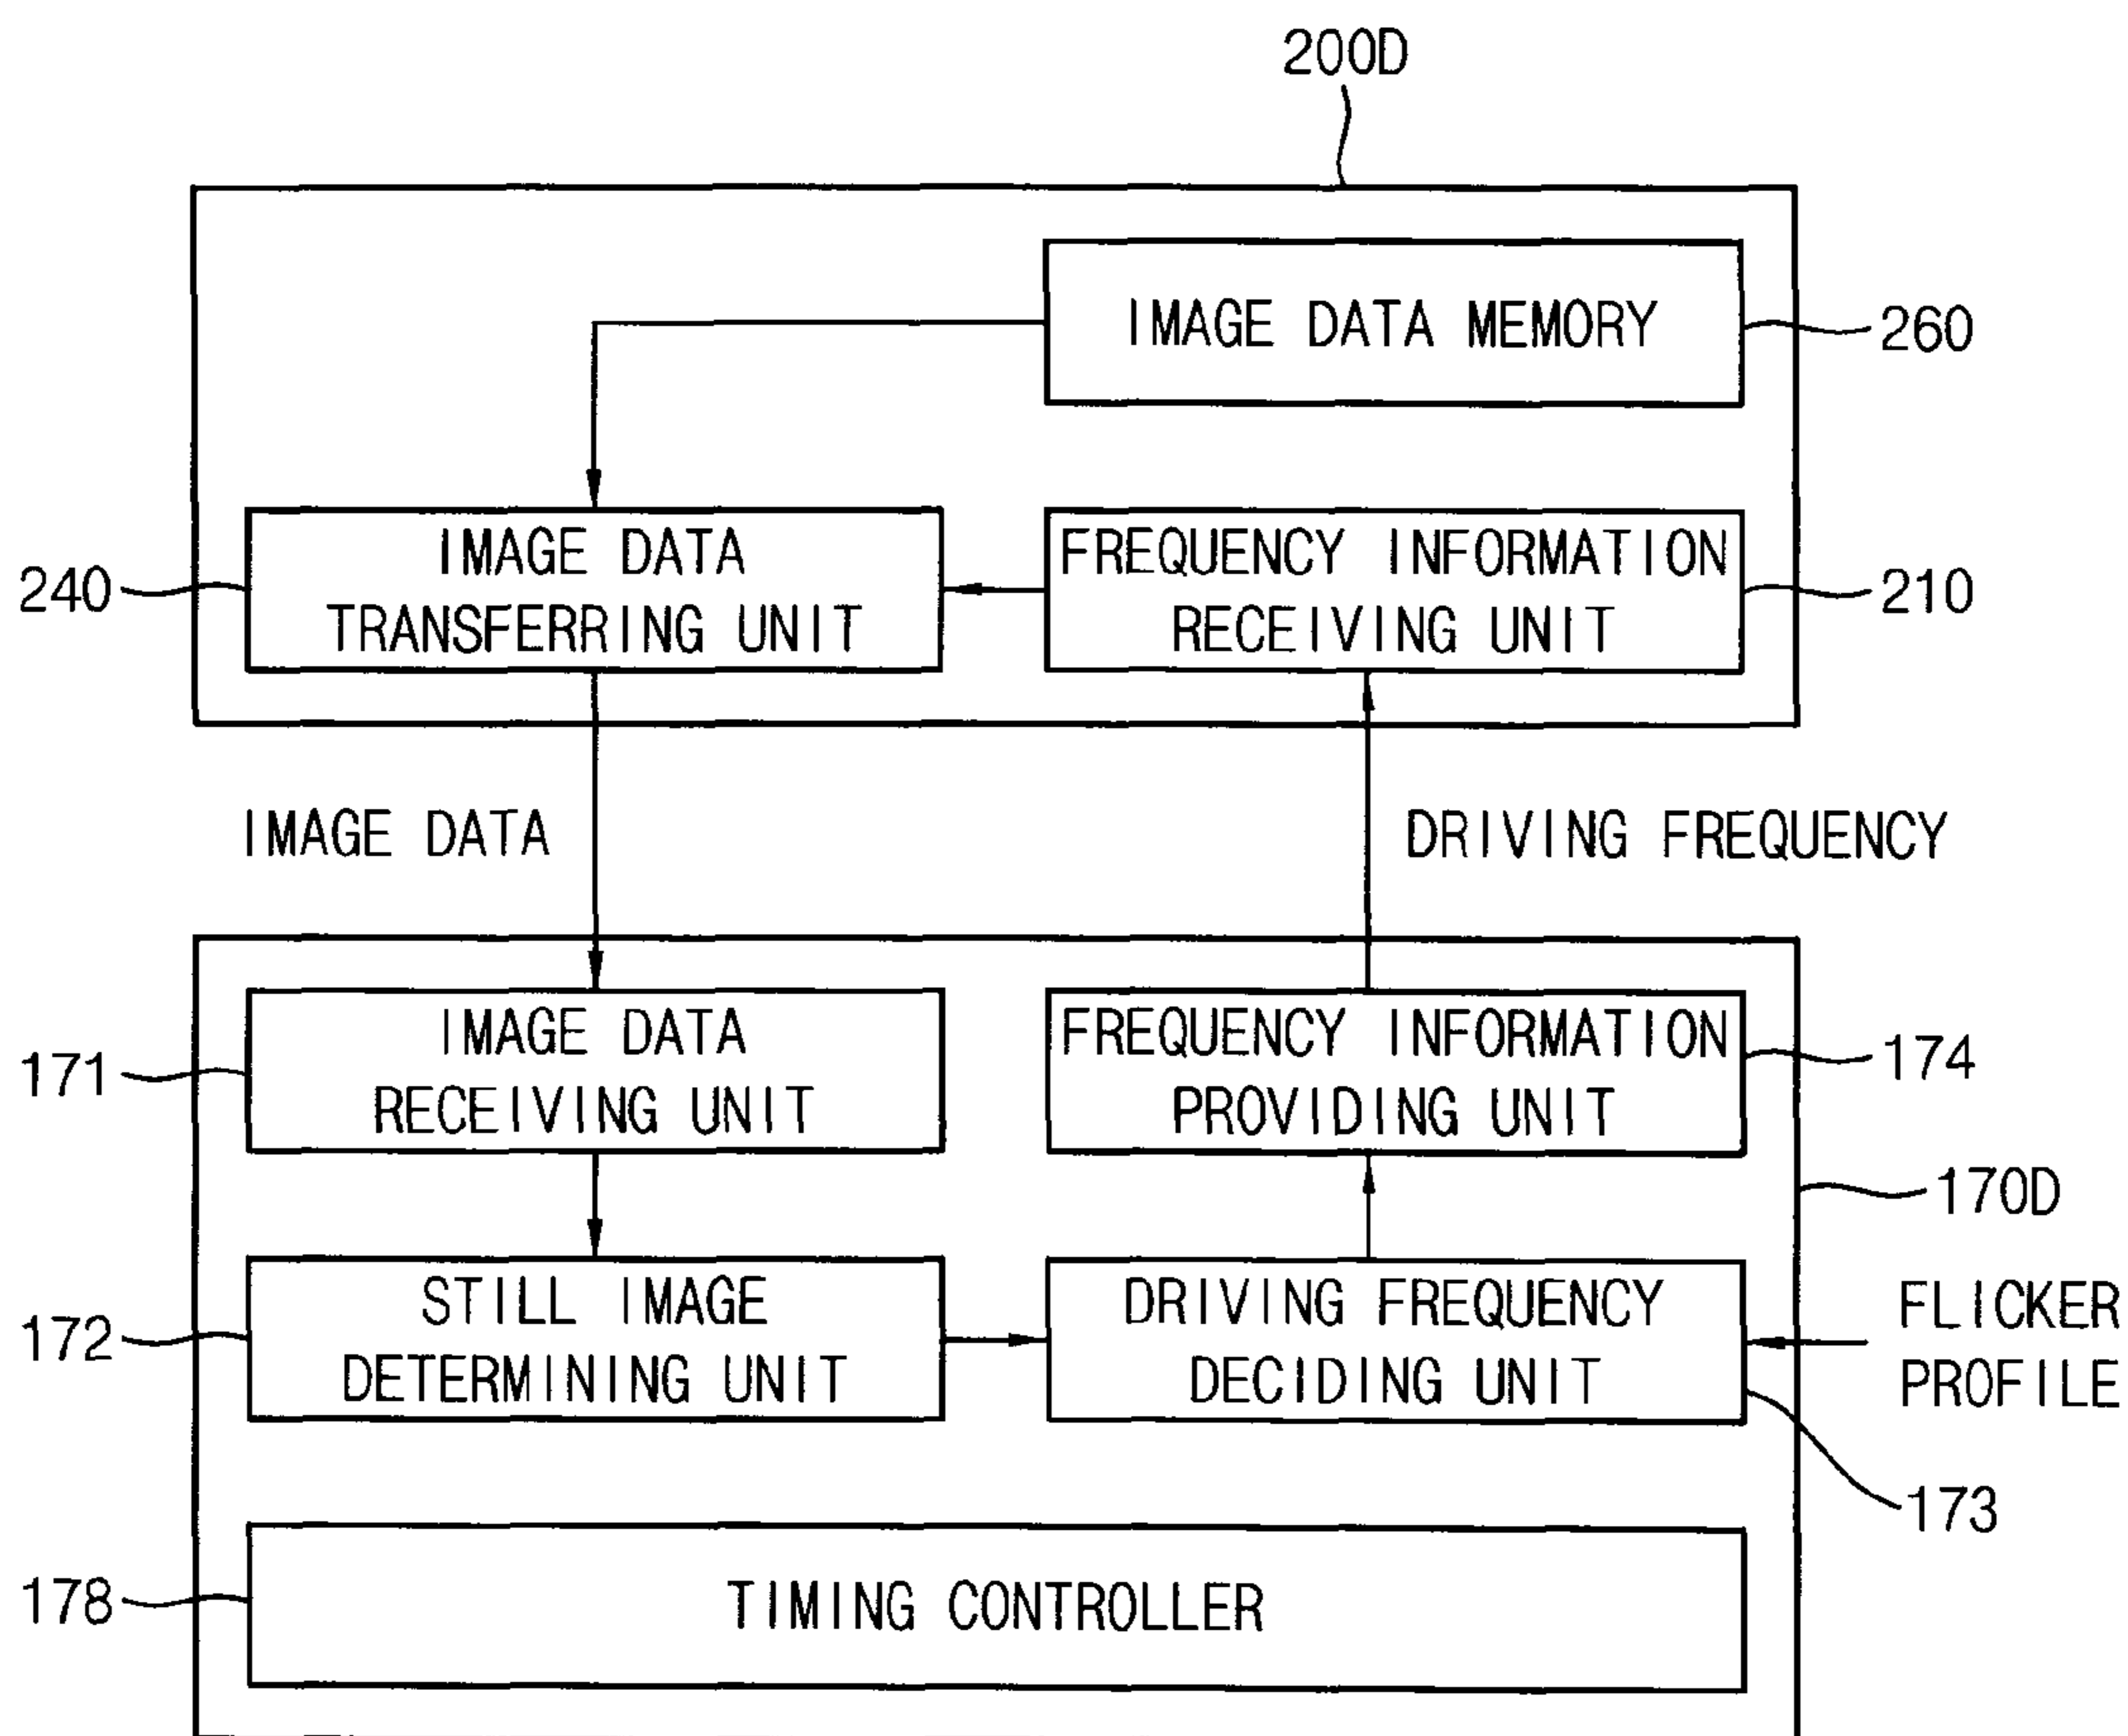 200D
IMAGE DATA MEMORY
260
240
IMAGE DATA
TRANSFERRING UNIT
FREQUENCY INFORMATION
RECEIVING UNIT
210
IMAGE DATA
DRIVING FREQUENCY
171
IMAGE DATA
RECEIVING UNIT
FREQUENCY INFORMATION
PROVIDING UNIT
174
170D
172
STILL IMAGE
DETERMINING UNIT
DRIVING FREQUENCY
DECIDING UNIT
FLICKER
PROFILE
173
178
TIMING CONTROLLER